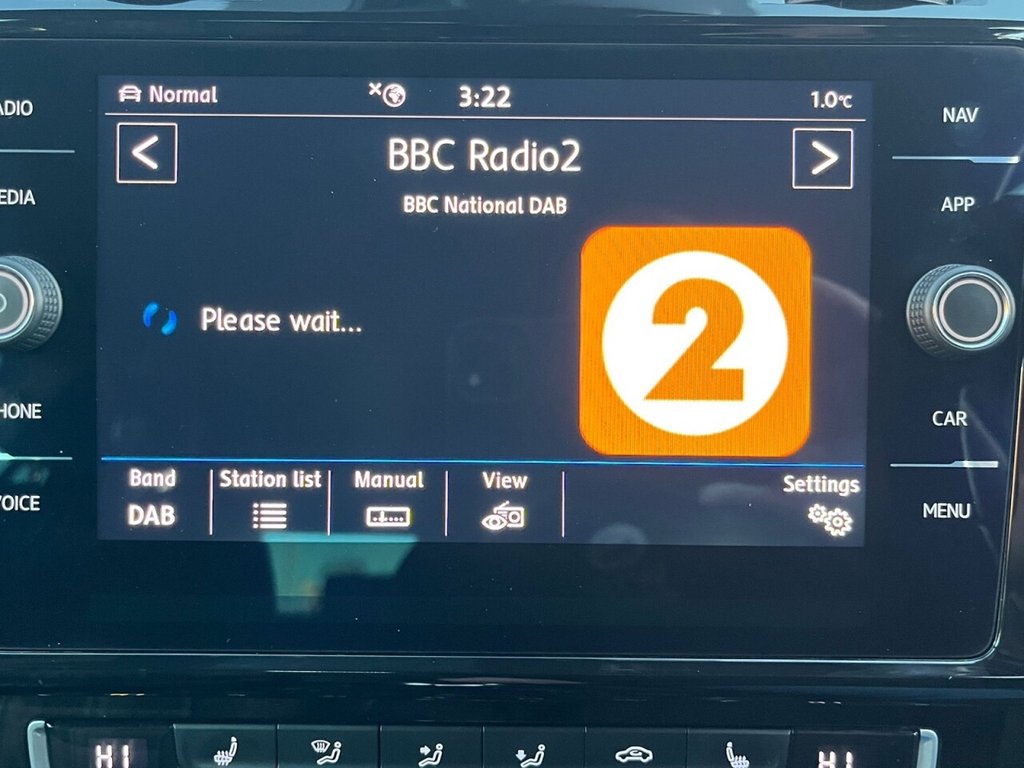 Normal
3:22
1.0°C
<
BBC Radio2
>
BBC National DAB
Please wait...
2
Band
DAB
Station list
Manual
View
Settings
ADIO
EDIA
HONE
VOICE
NAV
APP
CAR
MENU
HI
HI